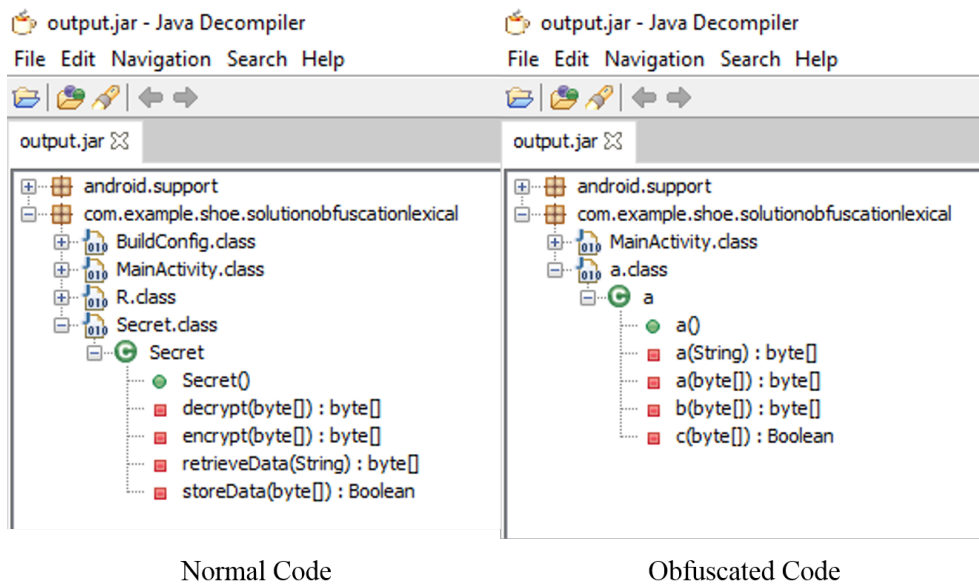 output.jar - Java Decompiler
File Edit Navigation Search Help
output.jar
android.support
com.example.shoe.solutionobfuscationlexical
BuildConfig.class
MainActivity.class
R.class
Secret.class
Secret
Secret()
decrypt(byte[]) : byte[]
encrypt(byte[]) : byte[]
retrieveData(String) : byte[]
storeData(byte[]) : Boolean
Normal Code
output.jar - Java Decompiler
File Edit Navigation Search Help
output.jar
android.support
com.example.shoe.solutionobfuscationlexical
MainActivity.class
a.class
a
a()
a(String) : byte[]
a(byte[]) : byte[]
b(byte[]) : byte[]
c(byte[]) : Boolean
Obfuscated Code